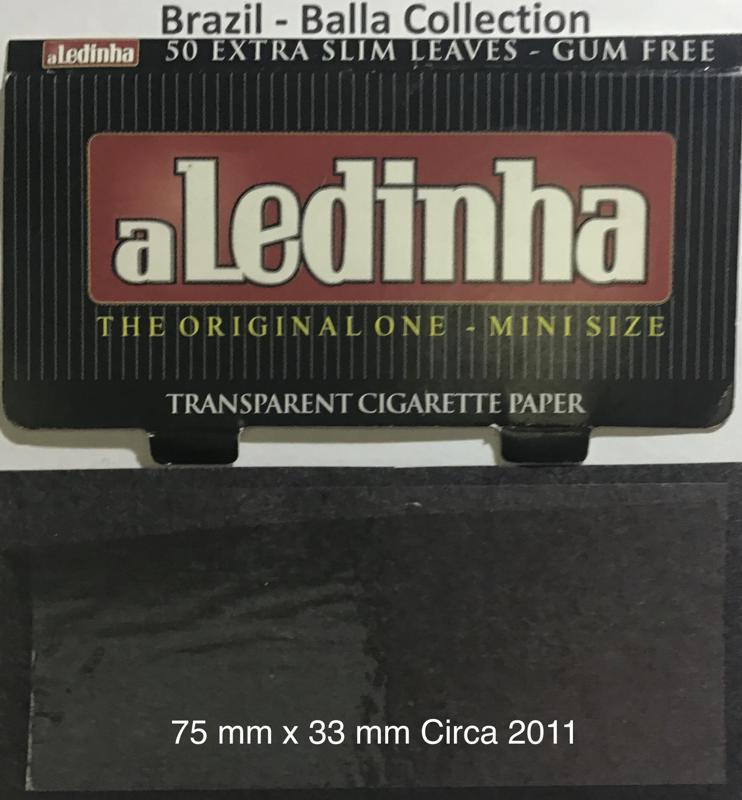 Brazil - Balla Collection
aLedinha 50 EXTRA SLIM LEAVES - GUM FREE
aLedinha
THE ORIGINAL ONE - MINI SIZE
TRANSPARENT CIGARETTE PAPER
75 mm x 33 mm Circa 2011